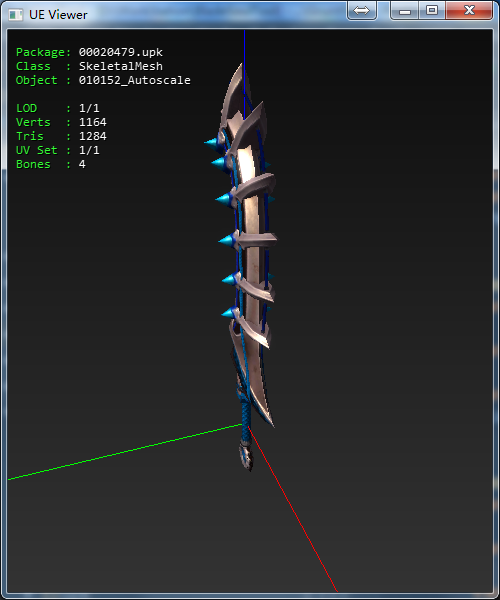 UE Viewer
Package: 00020479.upk
Class : SkeletalMesh
Object : 010152_Autoscale
LOD : 1/1
Verts : 1164
Tris : 1284
UV Set : 1/1
Bones : 4